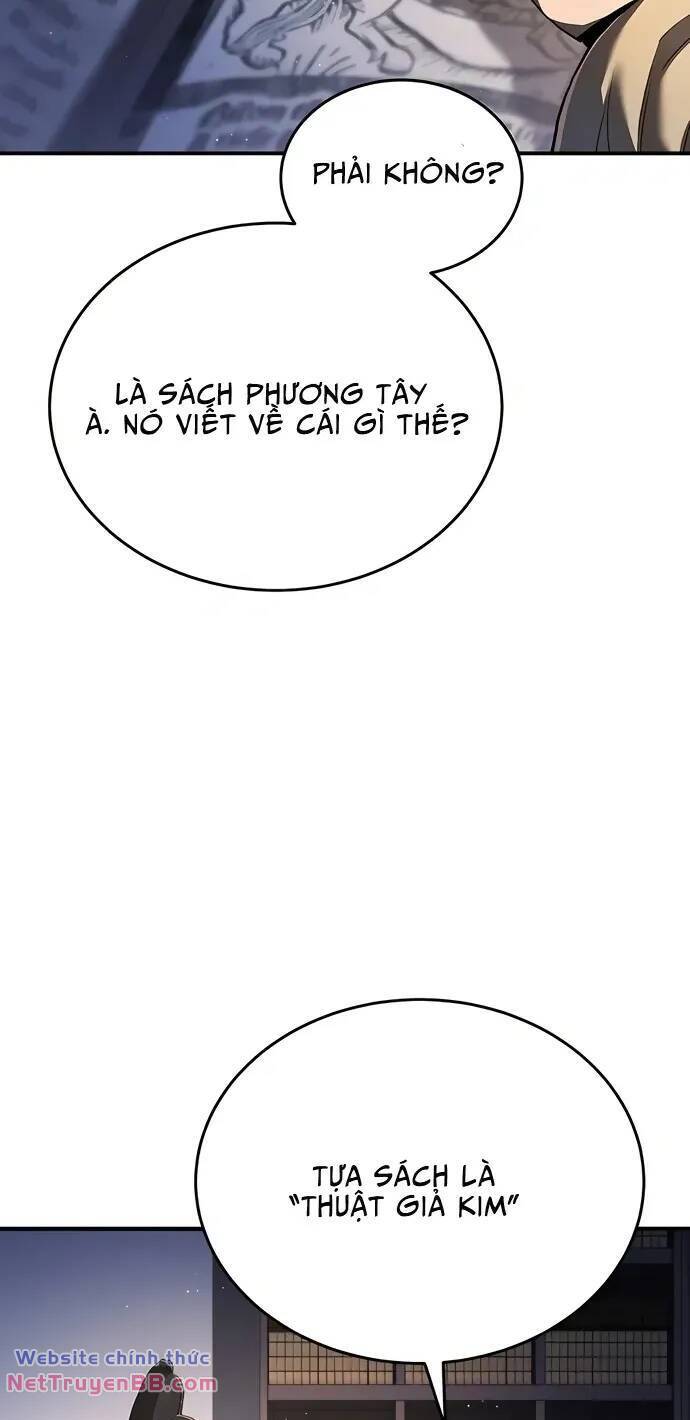 PHẢI KHÔNG?
LÀ SÁCH PHƯƠNG TÂY
À. NÓ VIẾT VỀ CÁI GÌ THẾ?
TỰA SÁCH LÀ
"THUẬT GIẢ KIM"
Website chính thức
NetTruyenBB.com